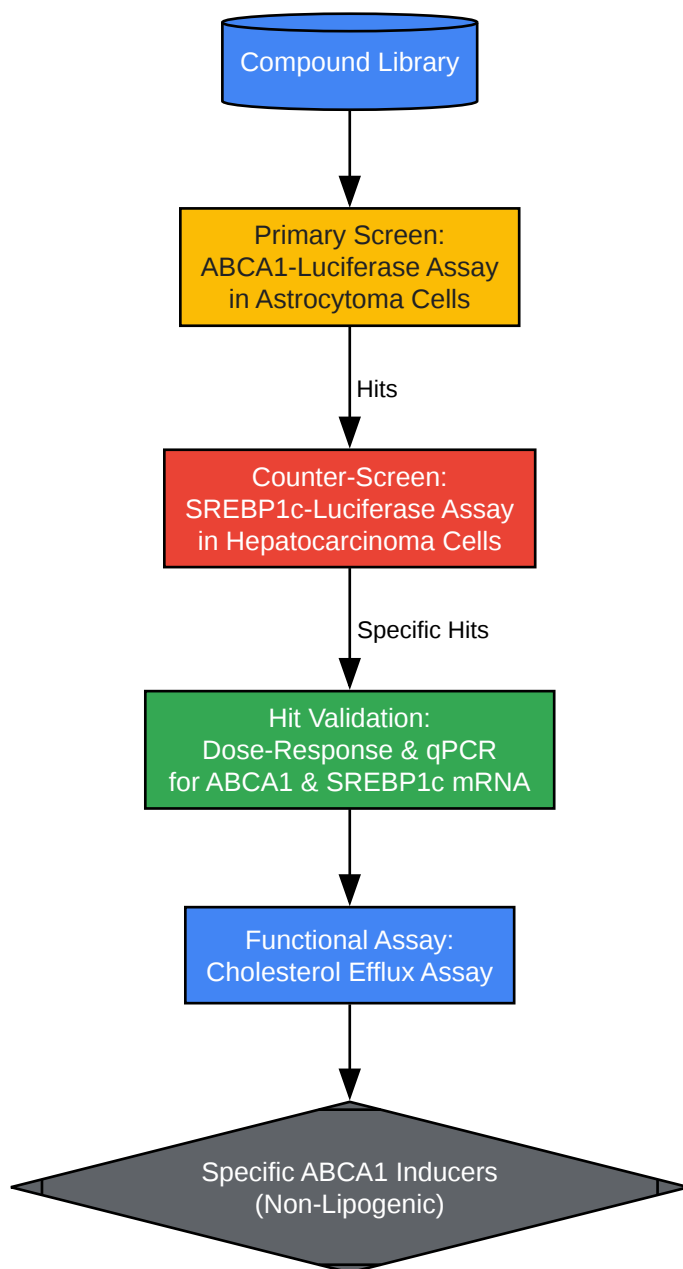 Compound Library
Primary Screen:
ABCA1-Luciferase Assay
in Astrocytoma Cells
Hits
Counter-Screen:
SREBP1c-Luciferase Assay
in Hepatocarcinoma Cells
Specific Hits
Hit Validation:
Dose-Response & qPCR
for ABCA1 & SREBP1c mRNA
Functional Assay:
Cholesterol Efflux Assay
Specific ABCA1 Inducers
(Non-Lipogenic)